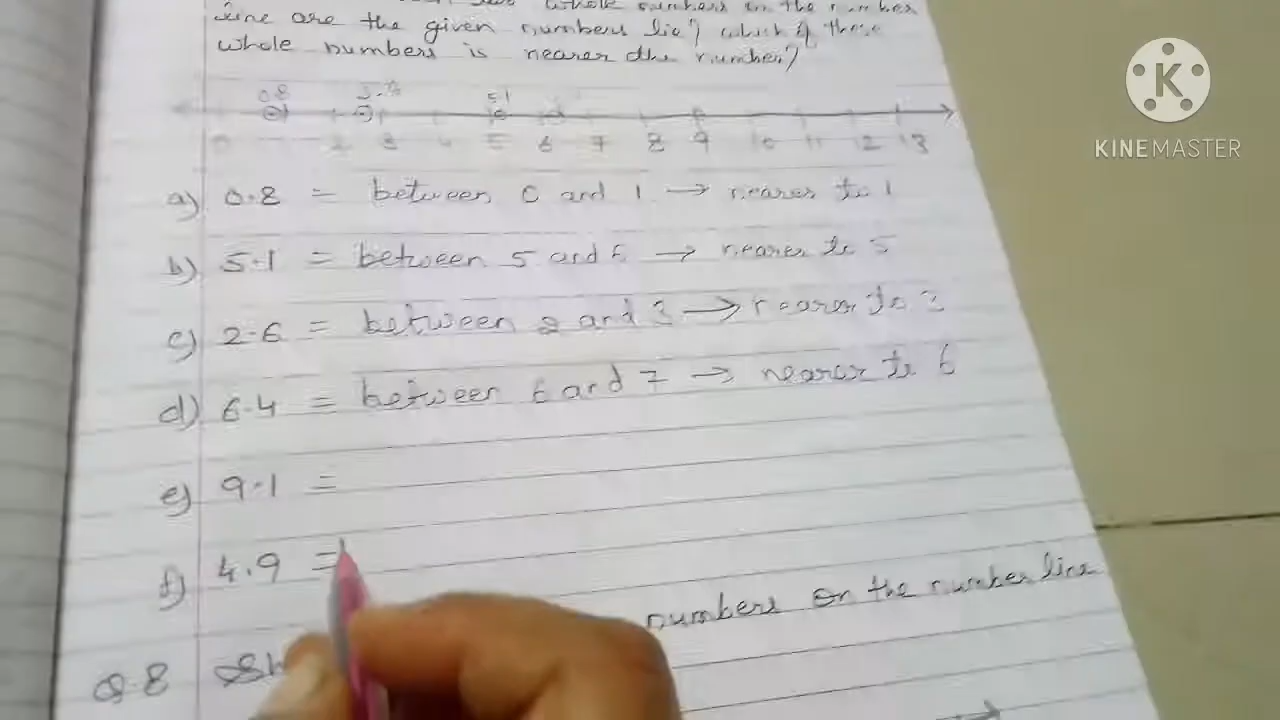 whole numbers on the number
line are the given numbers lie? which of these
whole numbers is nearer the number?
0.8
5.1
2 3 4 5 6 7 8 9 10 11 12 13
a) 0.8 = between 0 and 1 → nearer to 1
b) 5.1 = between 5 and 6 → nearer to 5
c) 2.6 = between 2 and 3 → nearer to 3
d) 6.4 = between 6 and 7 → nearer to 6
e) 9.1 =
f) 4.9 =
Q.8 Sh numbers on the number line
K
KINEMASTER